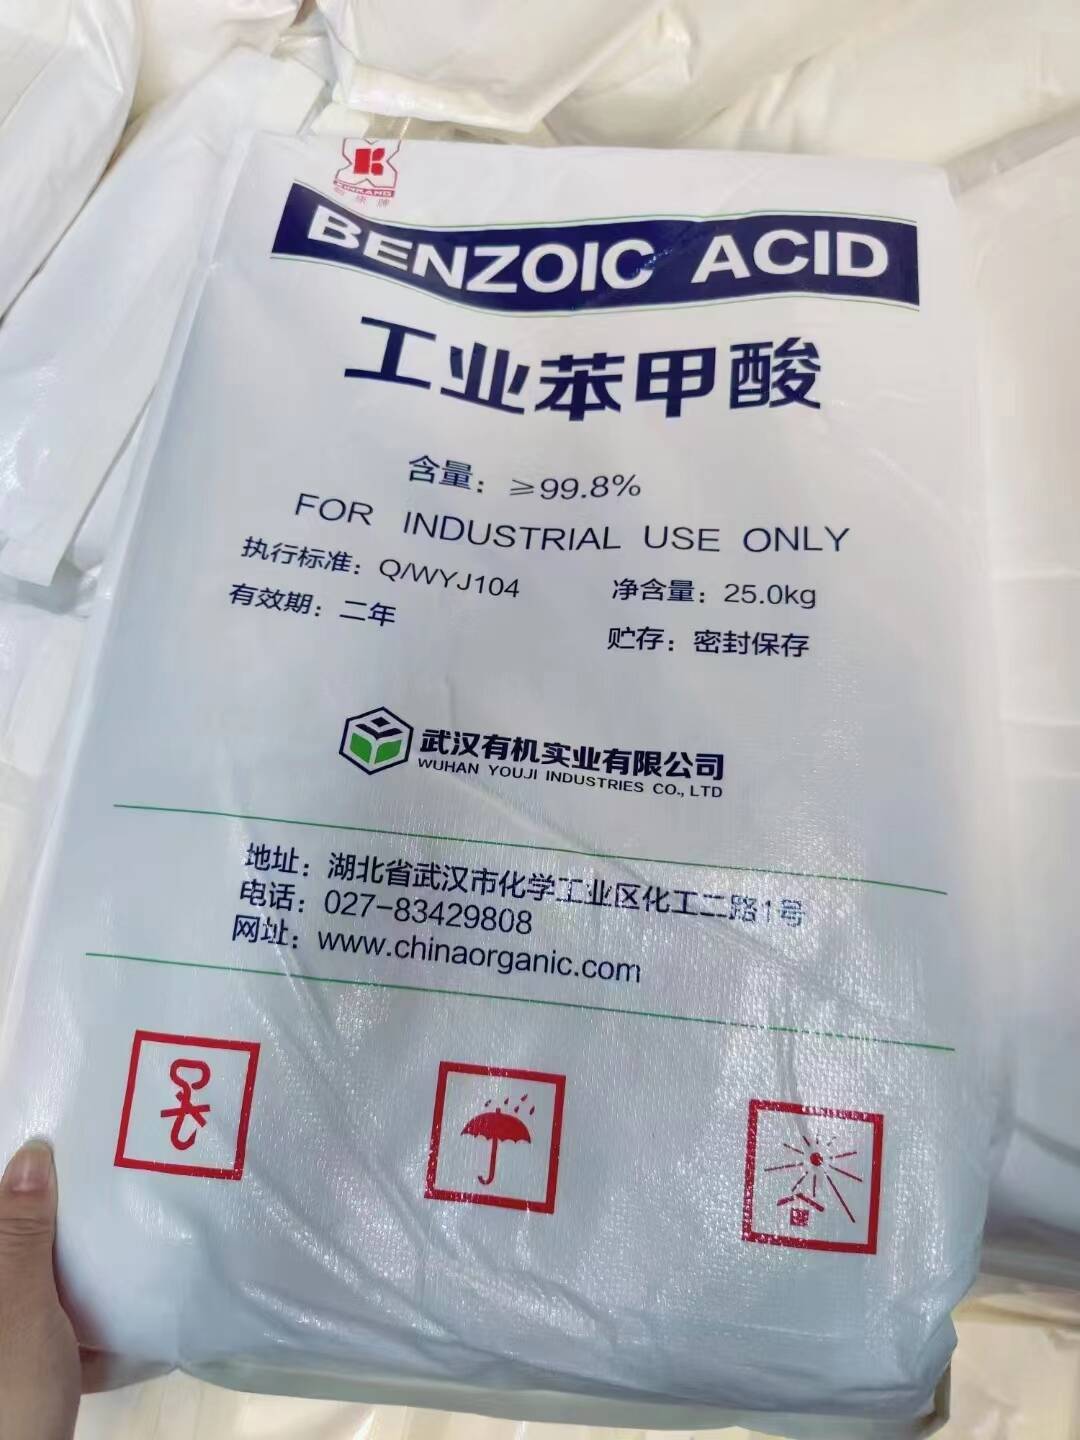 K
XINKANG
新康牌
BENZOIC ACID
工业苯甲酸
含量：≥99.8%
FOR INDUSTRIAL USE ONLY
执行标准：Q/WYJ104
净含量：25.0kg
有效期：二年
贮存：密封保存
武汉有机实业有限公司
WUHAN YOUJI INDUSTRIES CO., LTD
地址：湖北省武汉市化学工业区化工二路1号
电话：027-83429808
网址：www.chinaorganic.com